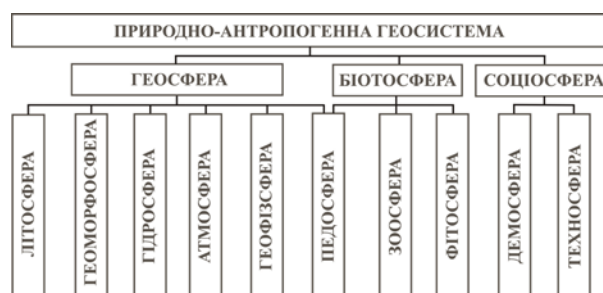 ПРИРОДНО-АНТРОПОГЕННА ГЕОСИСТЕМА
ГЕОСФЕРА
БІОТОСФЕРА
СОЦІОСФЕРА
ЛІТОСФЕРА
ГЕОМОРФОСФЕРА
ГІДРОСФЕРА
АТМОСФЕРА
ГЕОФІЗСФЕРА
ПЕДОСФЕРА
ЗООСФЕРА
ФІТОСФЕРА
ДЕМОСФЕРА
ТЕХНОСФЕРА